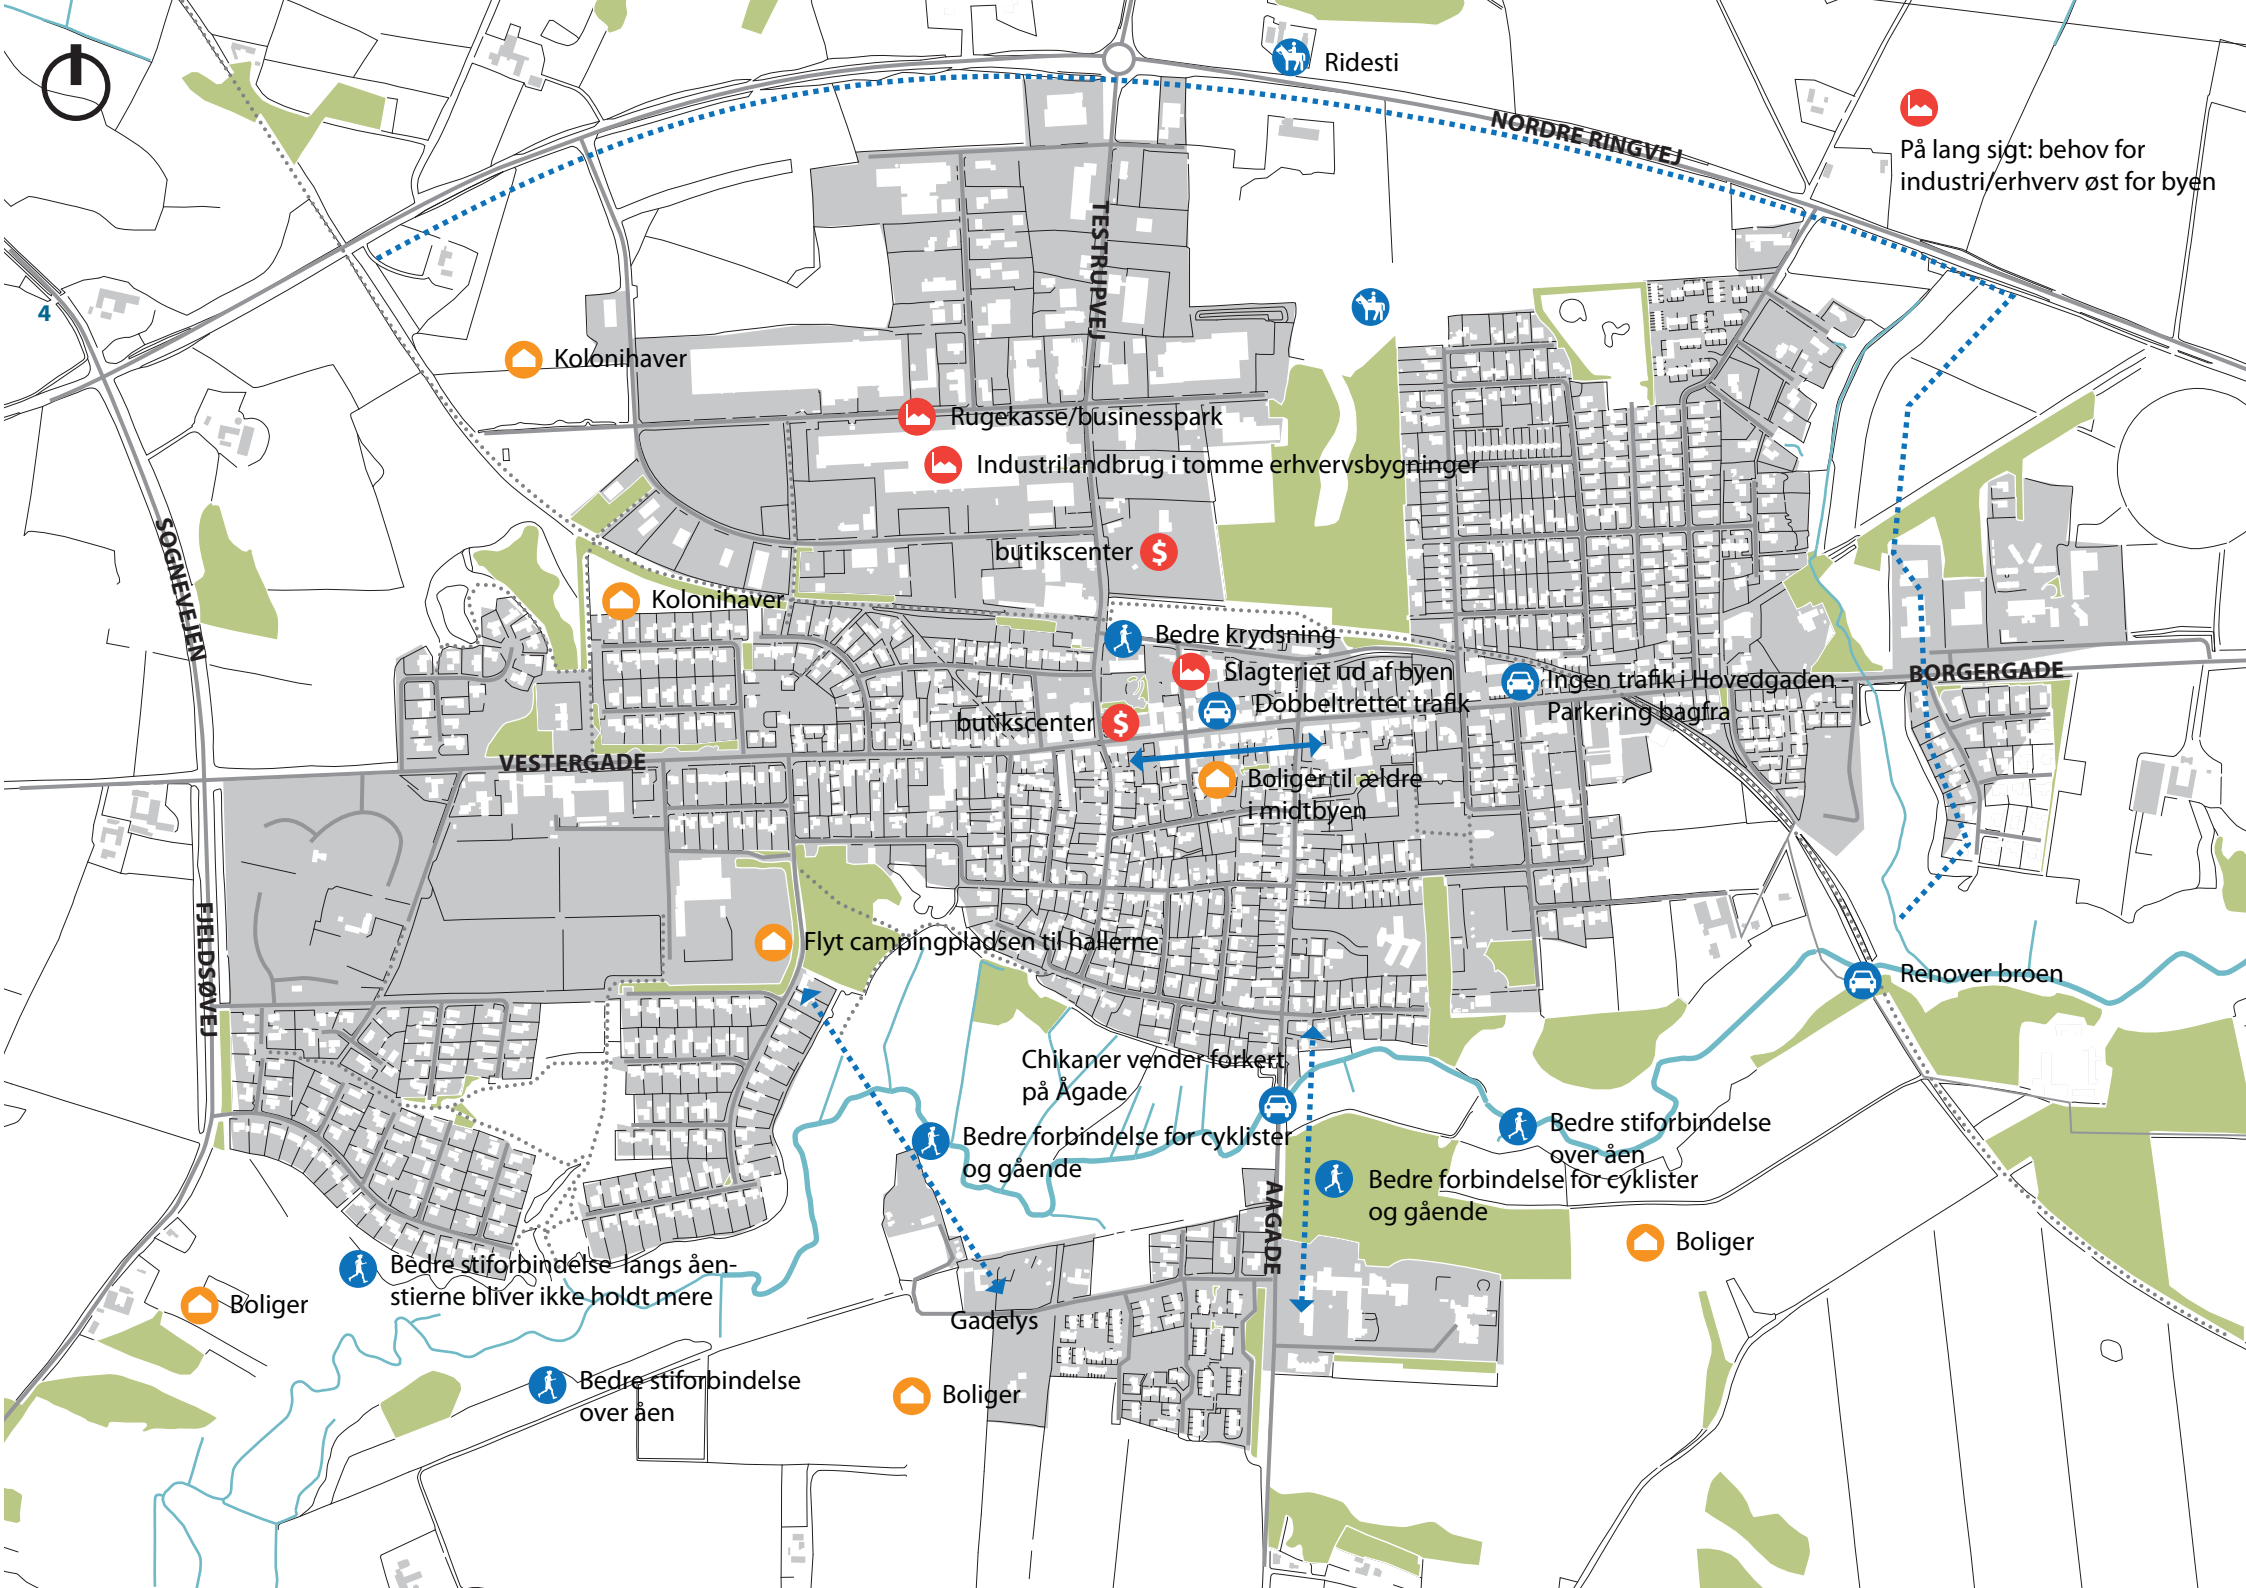 Ridesti
NORDRE RINGVEJ
På lang sigt: behov for
industri/erhverv øst for byen
TESTRUPVEJ
4
Kolonihaver
Rugekasse/businesspark
Industrilandbrug i tomme erhvervsbygninger
SOGNEVEJEN
butikscenter
$
Kolonihaver
Bedre krydsning
Slagteriet ud af byen
Dobbeltrettet trafik
Ingen trafik i Hovedgaden -
Parkering bagfra
BORGERGADE
butikscenter
$
VESTERGADE
Boliger til ældre
i midtbyen
FJELDSØVEJ
Flyt campingpladsen til hallerne
Renover broen
Chikaner vender forkert
på Ågade
Bedre forbindelse for cyklister
og gående
Bedre stiforbindelse
over åen
Bedre forbindelse for cyklister
og gående
AAGADE
Boliger
Bedre stiforbindelse langs åen-
stierne bliver ikke holdt mere
Boliger
Gadelys
Bedre stiforbindelse
over åen
Boliger